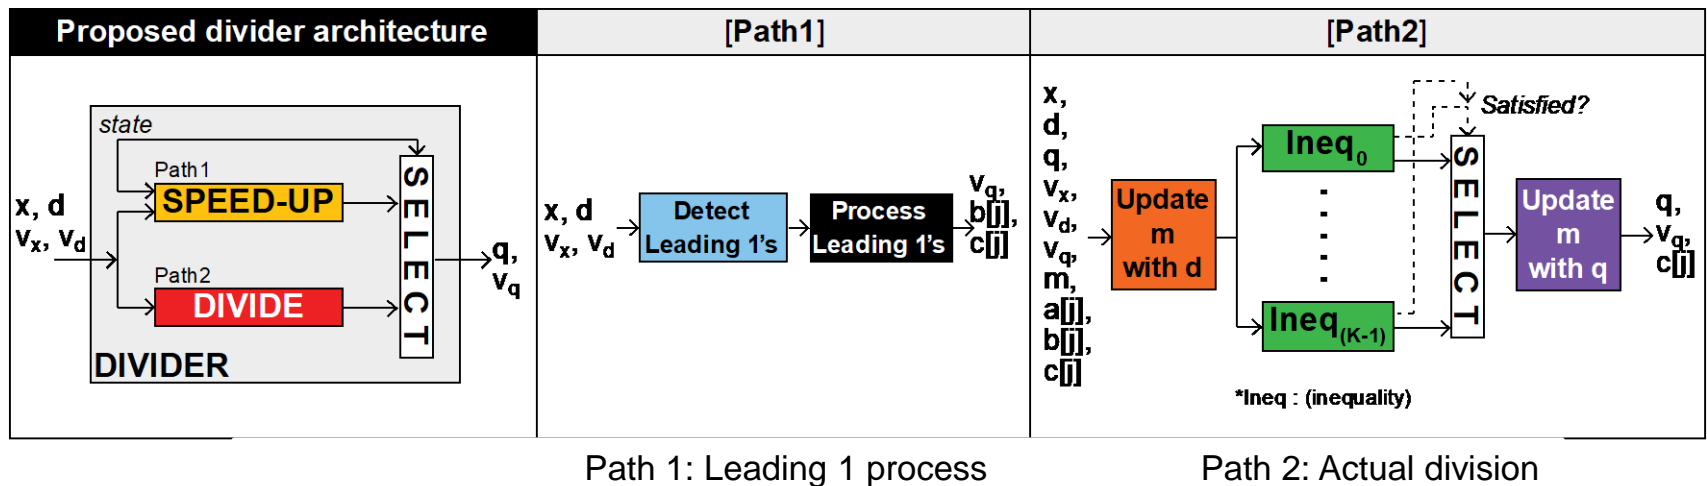 Proposed divider architecture
[Path1]
[Path2]
state
Path1
SPEED-UP
x, d
vx, vd
Path2
DIVIDE
SELECT
q,
vq
DIVIDER
x, d
vx, vd
Detect
Leading 1's
Process
Leading 1's
vq,
b[j],
c[j]
x,
d,
q,
vx,
vd,
vq,
m,
a[j],
b[j],
c[j]
Update
m
with d
Ineq0
Ineq(K-1)
Satisfied?
SELECT
Update
m
with q
q,
vq,
c[j]
*Ineq : (inequality)
Path 1: Leading 1 process
Path 2: Actual division